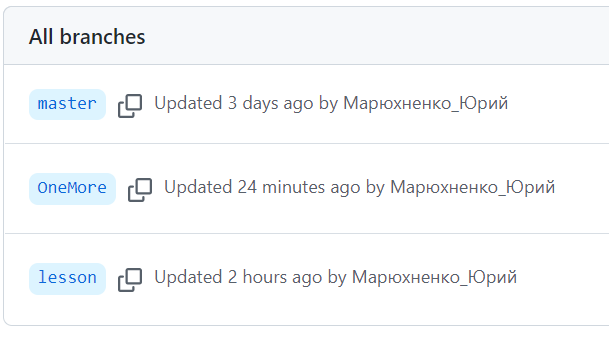 All branches
master Updated 3 days ago by Марюхненко_Юрий
OneMore Updated 24 minutes ago by Марюхненко_Юрий
lesson Updated 2 hours ago by Марюхненко_Юрий